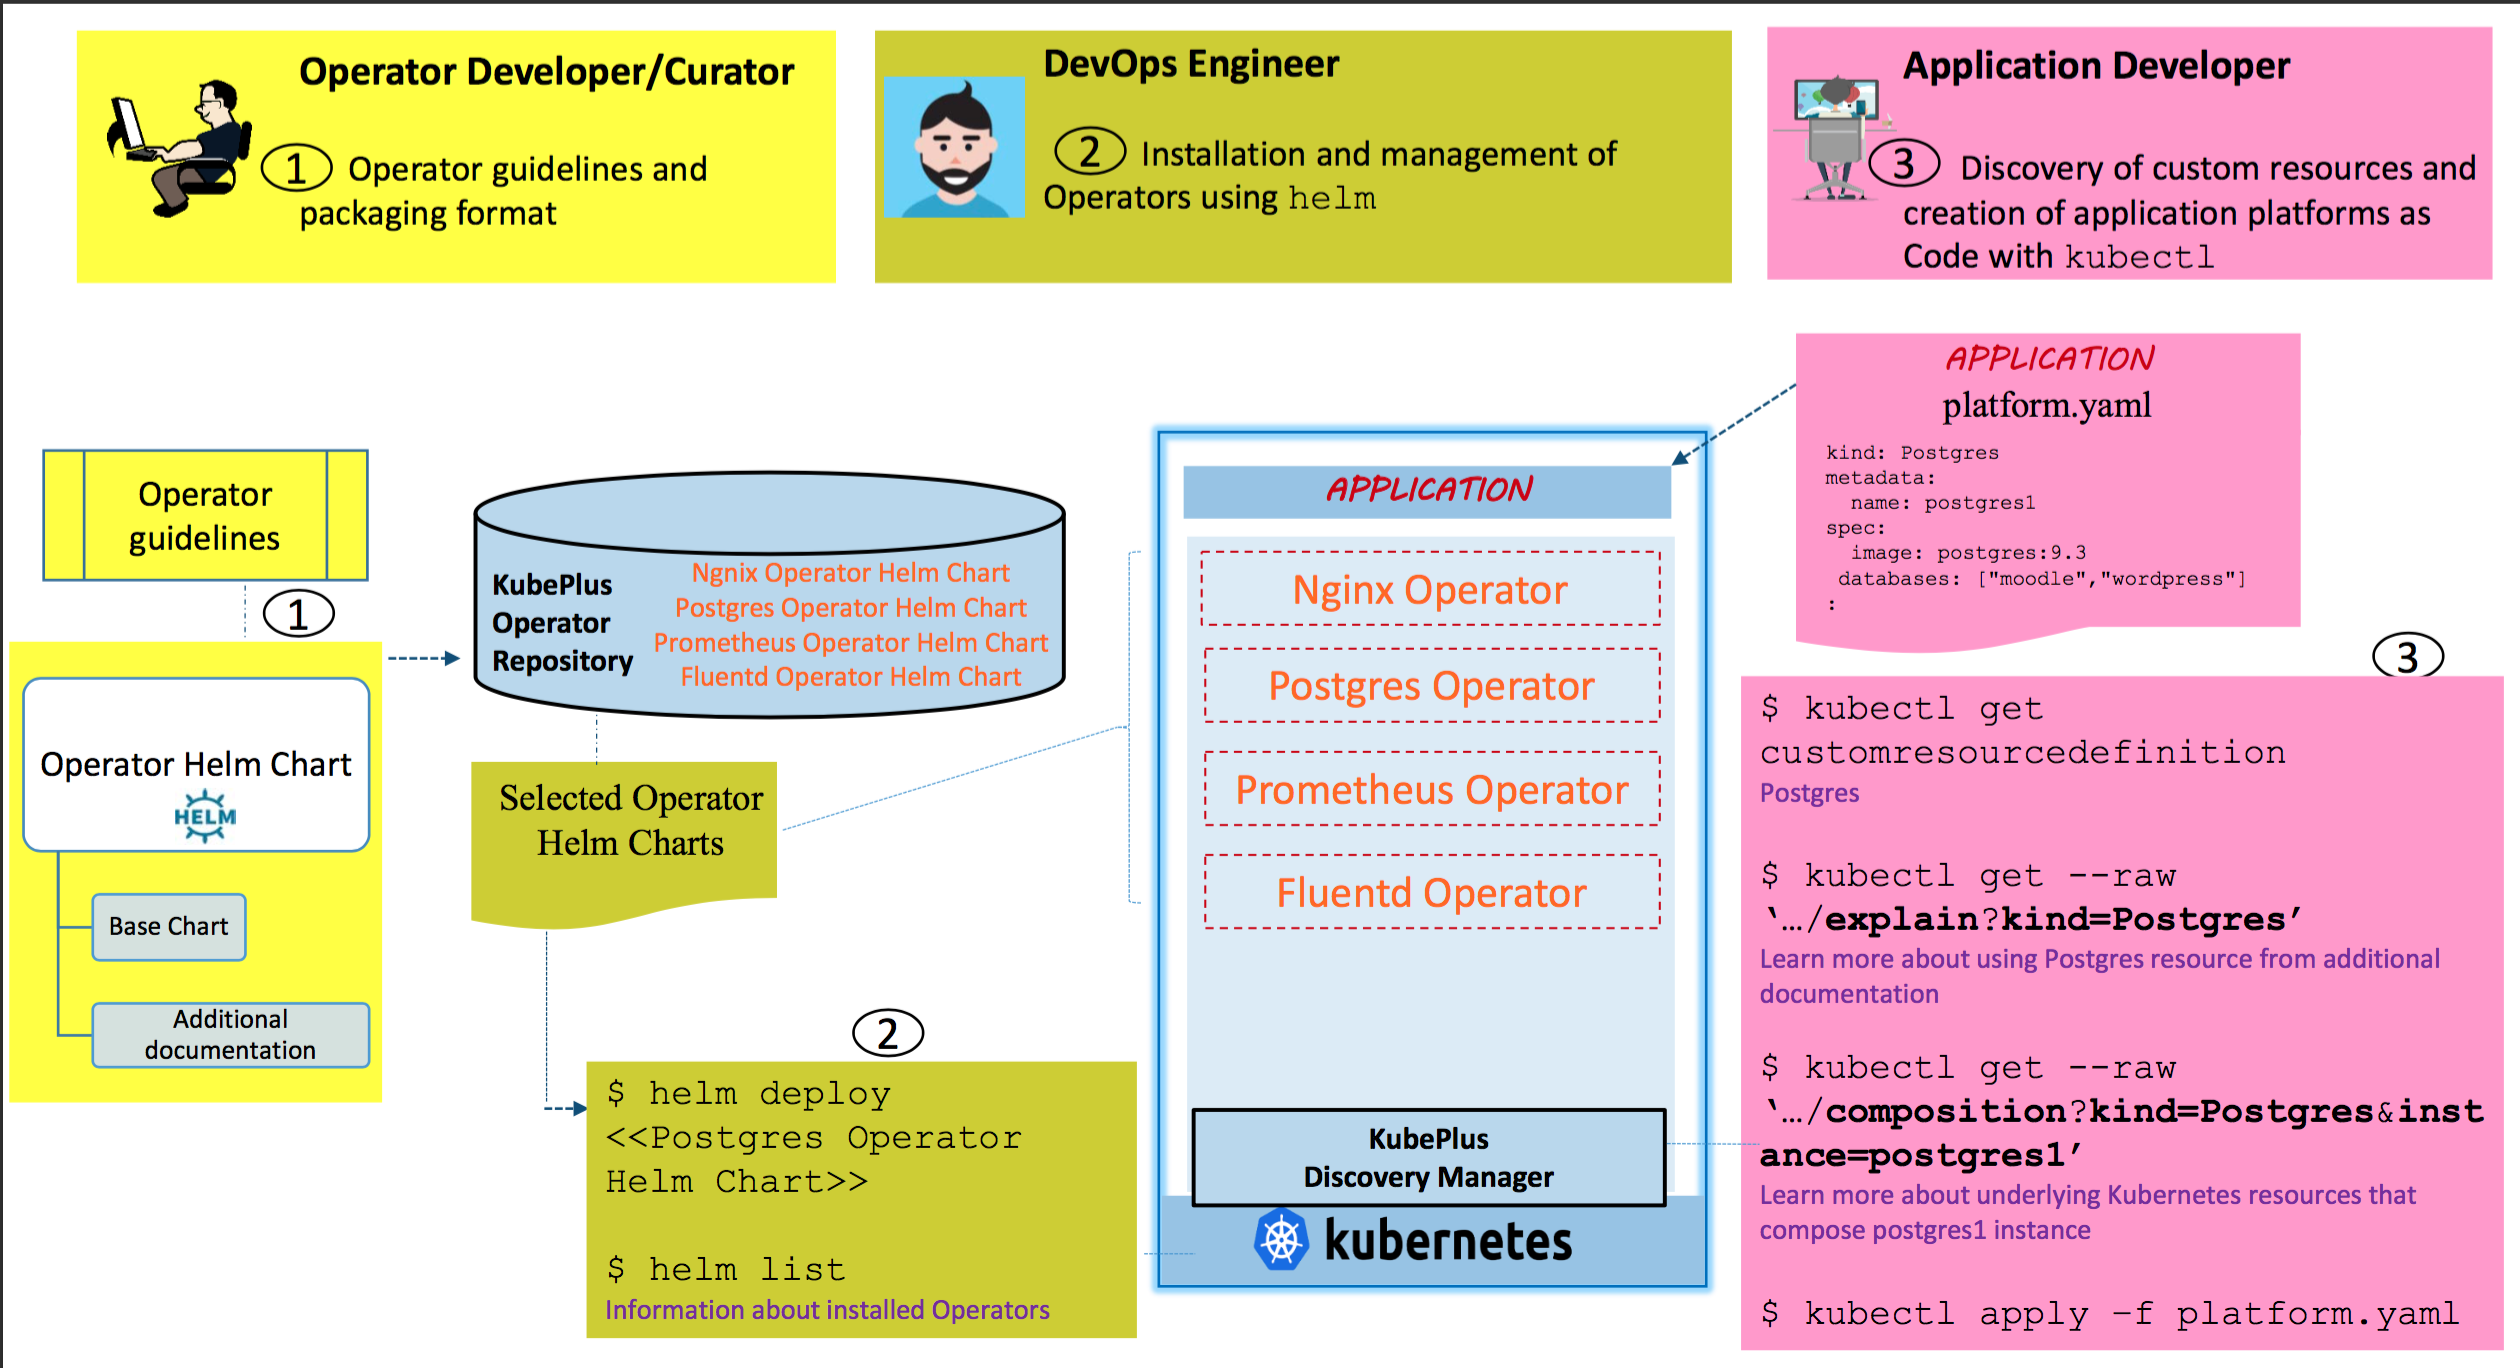 Operator Developer/Curator
1 Operator guidelines and
packaging format
DevOps Engineer
2 Installation and management of
Operators using helm
Application Developer
3 Discovery of custom resources and
creation of application platforms as
Code with kubectl
Operator
guidelines
1
Operator Helm Chart
HELM
Base Chart
Additional
documentation
KubePlus
Operator
Repository
Ngnix Operator Helm Chart
Postgres Operator Helm Chart
Prometheus Operator Helm Chart
Fluentd Operator Helm Chart
Selected Operator
Helm Charts
2
$ helm deploy
<<Postgres Operator
Helm Chart>>
$ helm list
Information about installed Operators
APPLICATION
Nginx Operator
Postgres Operator
Prometheus Operator
Fluentd Operator
KubePlus
Discovery Manager
kubernetes
APPLICATION
platform.yaml
kind: Postgres
metadata:
name: postgres1
spec:
image: postgres:9.3
databases: ["moodle","wordpress"]
:
3
$ kubectl get
customresourcedefinition
Postgres
$ kubectl get --raw
‘…/explain?kind=Postgres’
Learn more about using Postgres resource from additional
documentation
$ kubectl get --raw
‘…/composition?kind=Postgres&inst
ance=postgres1’
Learn more about underlying Kubernetes resources that
compose postgres1 instance
$ kubectl apply –f platform.yaml